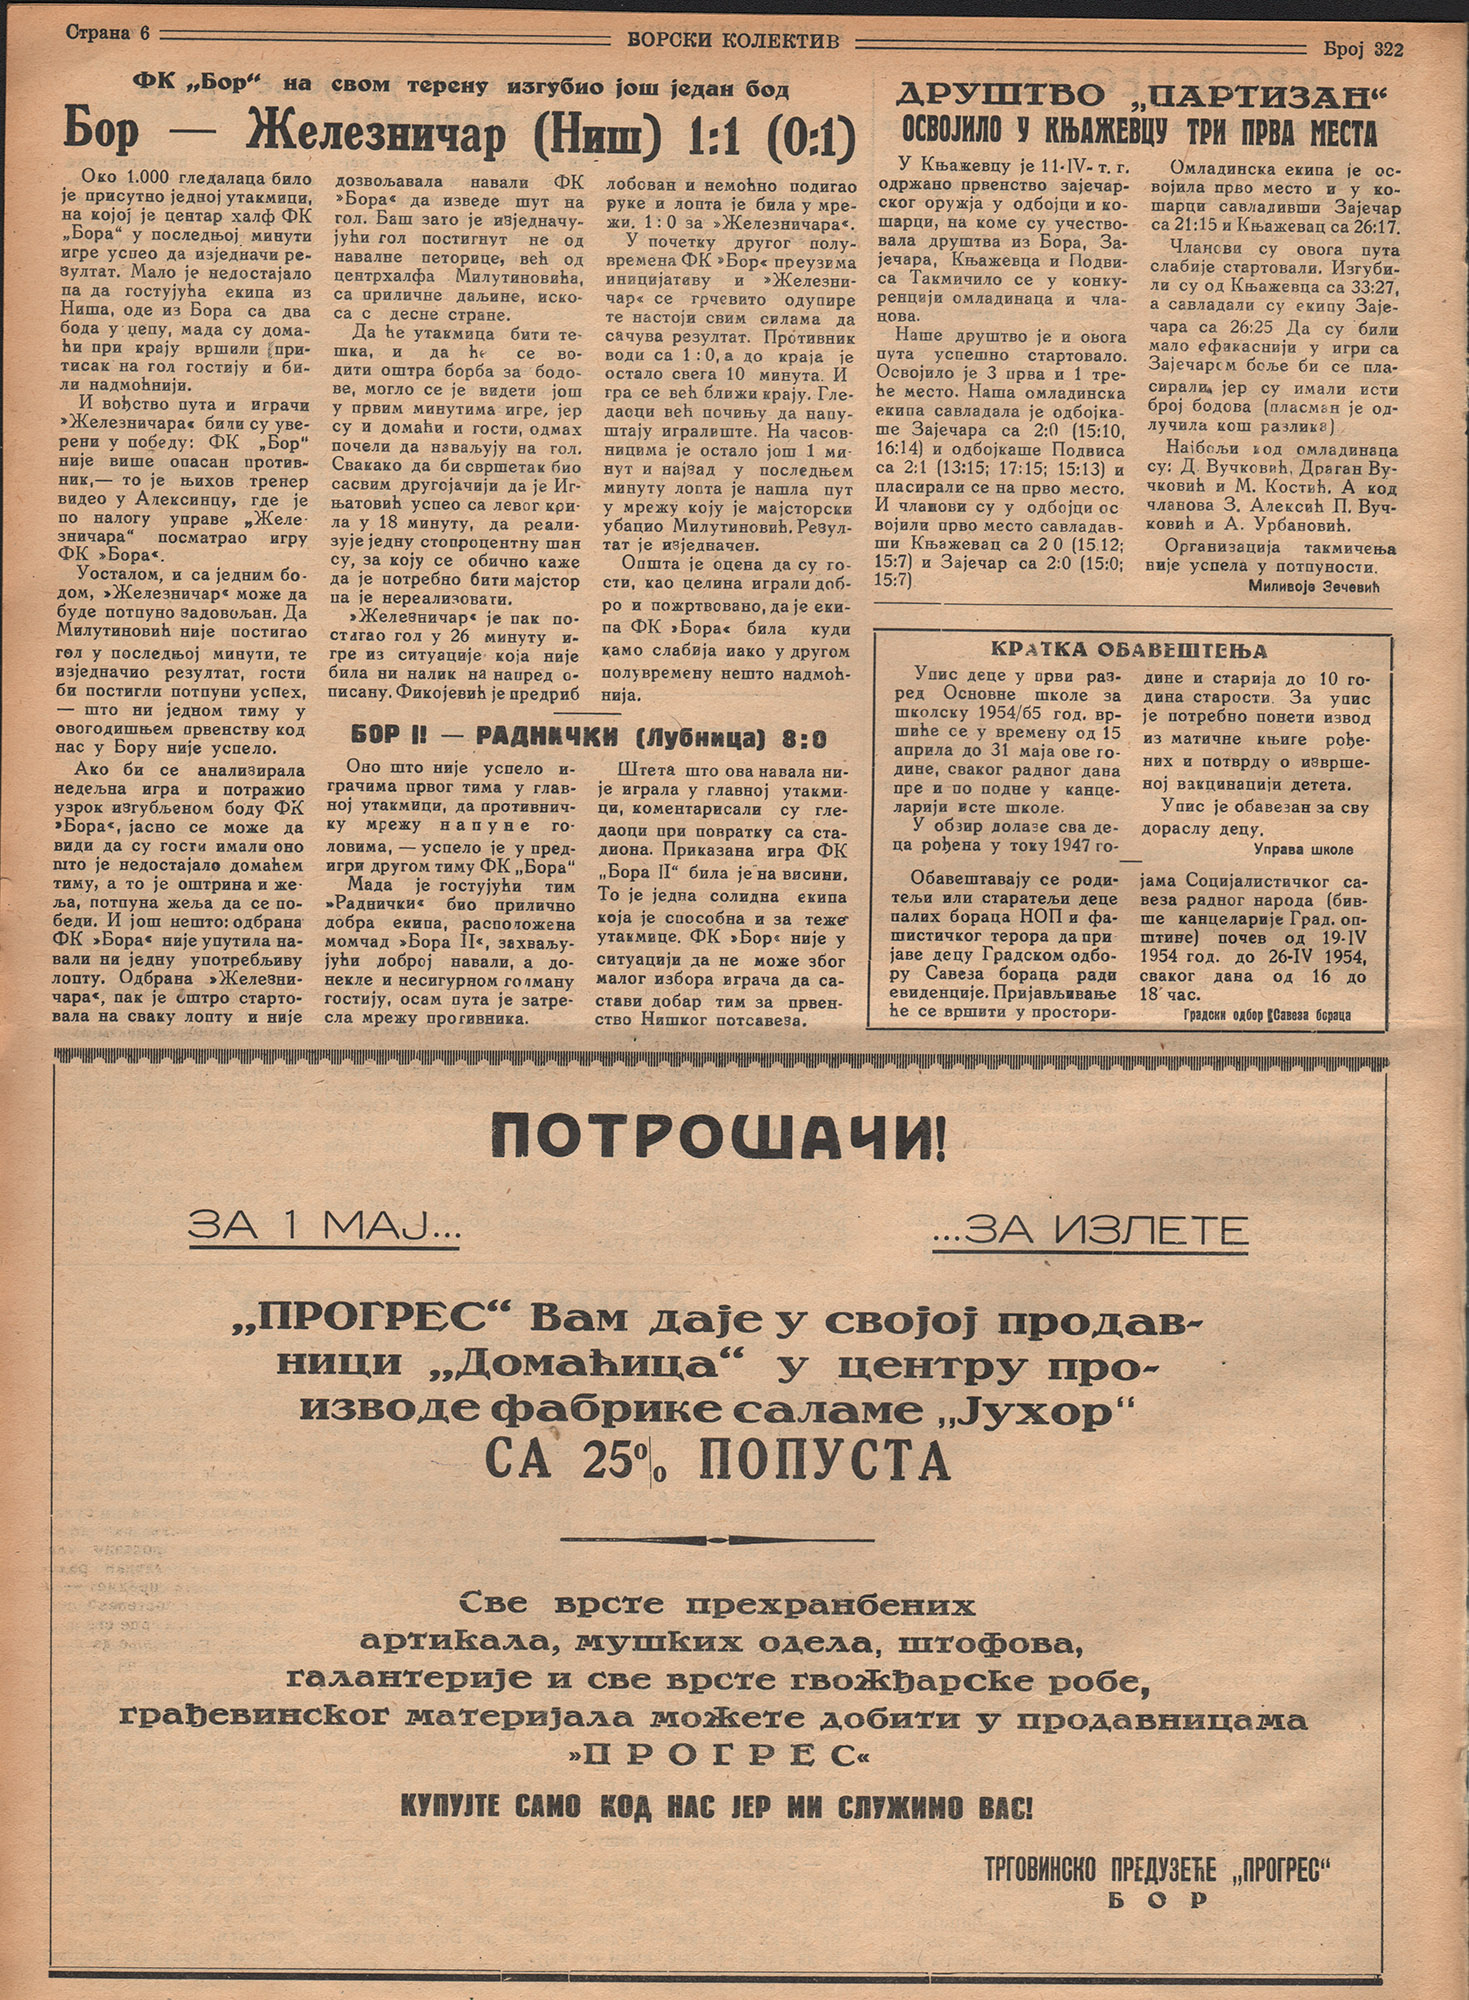 Страна 6
БОРСКИ КОЛЕКТИВ
Број 322
ФК „Бор“ на свом терену изгубио још један бод
Бор — Железничар (Ниш) 1:1 (0:1)
Око 1.000 гледалаца било
је присутно једној утакмици,
на којој је центар халф ФК
„Бора“ у последњој минути
игре успео да изједначи ре-
зултат. Мало је недостајало
па да гостујућа екипа из
Ниша, оде из Бора са два
бода у џепу, мада су дома-
ћи при крају вршили при-
тисак на гол гостију и би-
ли надмоћнији.
И вођство пута и играчи
»Железничара« били су уве-
рени у победу: ФК „Бор“
није више опасан против-
ник,— то је њихов тренер
видео у Алексинцу, где је
по налогу управе „Желе-
зничара“ посматрао игру
ФК »Бора«.
Уосталом, и са једним бо-
дом, »Железничар« може да
буде потпуно задовољан. Да
Милутиновић није постигао
гол у последњој минути, те
изједначио резултат, гости
би постигли потпуни успех,
— што ни једном тиму у
овогодишњем првенству код
нас у Бору није успело.
Ако би се анализирала
недељна игра и потражио
узрок изгубљеном боду ФК
»Бора«, јасно се може да
види да су гости имали оно
што је недостајало домаћем
тиму, а то је оштрина и же-
ља, потпуна жеља да се по-
беди. И још нешто: одбрана
ФК »Бора« није упутила на-
вали ни једну употребљиву
лопту. Одбрана »Железни-
чара«, пак је оштро старто-
вала на сваку лопту и није
дозвољавала навали ФК
»Бора« да изведе шут на
гол. Баш зато је изједначу-
јући гол постигнут не од
навалне петорице, већ од
центрхалфа Милутиновића,
са приличне даљине, иско-
са с десне стране.
Да ће утакмица бити те-
шка, и да ће се во-
дити оштра борба за бодо-
ве, могло се је видети још
у првим минутима игре, јер
су и домаћи и гости, одмах
почели да наваљују на гол.
Свакако да би свршетак био
сасвим другојачији да је Иг-
њатовић успео са левог кри-
ла у 18 минуту, да реали-
зује једну стопроцентну шан
су, за коју се обично каже
да је потребно бити мајстор
па је нереализовати.
»Железничар« је пак по-
стагао гол у 26 минуту и-
гре из ситуације која није
била ни налик на напред о-
писану. Фикојевић је предриб
лобован и немоћно подигао
руке и лопта је била у мре-
жи. 1:0 за »Железничара«.
У почетку другог полу-
времена ФК »Бор« преузима
иницијативу и »Железни-
чар« се грчевито одупире
те настоји свим силама да
сачува резултат. Противник
води са 1:0, а до краја је
остало свега 10 минута. И
гра се већ ближи крају. Гле-
даоци већ почињу да напу-
штају игралиште. На часов-
ницима је остало још 1 ми-
нут и најзад у последњем
минуту лопта је нашла пут
у мрежу коју је мајсторски
убацио Милутиновић. Резул-
тат је изједначен.
Општа је оцена да су го-
сти, као целина играли доб-
ро и пожртвовано, да је еки-
па ФК »Бора« била куди
камо слабија иако у другом
полувремену нешто надмоћ-
нија.
БОР II — РАДНИЧКИ (Лубница) 8:0
Оно што није успело и-
грачима првог тима у глав-
ној утакмици, да противнич-
ку мрежу напуне го-
ловима, — успело је у пред-
игри другом тиму ФК „Бора“
Мада је гостујући тим
»Раднички« био прилично
добра екипа, расположена
момчад »Бора II«, захваљу-
јући доброј навали, а до-
некле и несигурном голману
гостију, осам пута је затре-
сла мрежу прогивника.
Штета што ова навала ни-
је играла у главној утакми-
ци, коментарисали су гле-
даоци при повратку са ста-
диона. Приказана игра ФК
„Бора II“ била је на висини.
То је једна солидна екипа
која је способна и за теже
утакмице. ФК »Бор« није у
ситуацији да не може због
малог избора играча да са-
стави добар тим за првен-
ство Нишког потсавеза.
ДРУШТВО „ПАРТИЗАН“
ОСВОЈИЛО У КЊАЖЕВЦУ ТРИ ПРВА МЕСТА
У Књажевцу је 11-IV- т. г.
одржано првенство зајечар-
ског оружја у одбојци и ко-
шарци, на коме су учество-
вала друштва из Бора, За-
јечара, Књажевца и Подви-
са Такмичило се у конку-
ренцији омладинаца и чла-
нова.
Наше друштво је и овога
пута успешно стартовало.
Освојило је 3 прва и 1 тре-
ће место. Наша омладинска
екипа савладала је одбојка-
ше Зајечара са 2:0 (15:10,
16:14) и одбојкаше Подвиса
са 2:1 (13:15; 17:15; 15:13) и
пласирали се на прво место.
И чланови су у одбојци ос
војили прво место савладав-
ши Књажевац са 2 0 (15.12;
15:7) и Зајечар са 2:0 (15:0;
15:7)
Омладинска екипа је ос-
војила прво место и у ко-
шарци савладивши Зајечар
са 21:15 и Књажевац са 26:17.
Чланови су овога пута
слабије стартовали. Изгуби-
ли су од Књажевца са 33:27,
а савладали су екипу Заје-
чара са 26:25 Да су били
мало ефикаснији у игри са
Зајечарем боље би се пла-
сирали, јер су имали исти
број бодова (пласман је од-
лучила кош разлика)
Најбољи код омладинаца
су: Д. Вучковић, Драган Ву-
чковић и М. Костић. А код
чланова З. Алексић П. Вуч-
ковић и А. Урбановић.
Организација такмичења
није успела у потпуности.
Миливоје Зечевић
КРАТКА ОБАВЕШТЕЊА
Упис деце у први раз-
ред Основне школе за
школску 1954/55 год. вр-
шиће се у времену од 15
априла до 31 маја ове го-
дине, сваког радног дана
пре и по подне у канце-
ларији исте школе.
У обзир долазе сва де-
ца рођена у току 1947 го-
дине и старија до 10 го-
дина старости. За упис
је потребно понети извод
из матичне књиге рође-
них и потврду о изврше-
ној вакцинацији детета.
Упис је обавезан за сву
дораслу децу.
Управа школе
Обавештавају се роди-
тељи или старатељи деце
палих бораца НОП и фа-
шистичког терора да при
јаве децу Градском одбо-
ру Савеза бораца ради
евиденције. Пријављивање
ће се вршити у простори-
јама Социјалистичког са-
веза радног народа (бив-
ше канцеларије Град. оп-
штине) почев од 19-IV
1954 год. до 26-IV 1954,
сваког дана од 16 до
18 час.
Градски одбор Савеза бораца
ПОТРОШАЧИ!
ЗА 1 МАЈ...
...ЗА ИЗЛЕТЕ
„ПРОГРЕС“ Вам даје у својој продав-
ници „Домаћица“ у центру про-
изводе фабрике саламе „Јухор“
СА 25% ПОПУСТА
Све врсте прехранбених
артикала, мушких одела, штофова,
галантерије и све врсте гвожђарске робе,
грађевинског материјала можете добити у продавницама
»ПРОГРЕС«
КУПУЈТЕ САМО КОД НАС ЈЕР МИ СЛУЖИМО ВАС!
ТРГОВИНСКО ПРЕДУЗЕЋЕ „ПРОГРЕС“
БОР